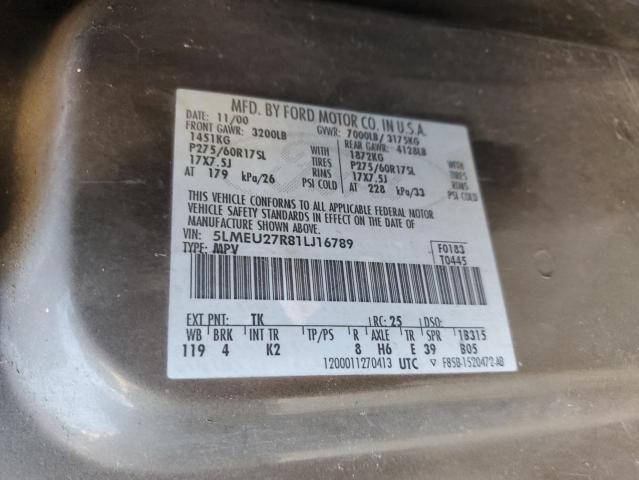 MFD. BY FORD MOTOR CO. IN U.S.A.
DATE: 11/00 GVWR: 7000LB/ 3175KG
FRONT GAWR: 3200LB REAR GAWR: 4128LB
1451KG WITH 1872KG WITH
P275/60R17SL TIRES P275/60R17SL TIRES
17X7.5J RIMS 17X7.5J RIMS
AT 179 kPa/26 PSI COLD AT 228 kPa/33 PSI COLD
THIS VEHICLE CONFORMS TO ALL APPLICABLE FEDERAL MOTOR
VEHICLE SAFETY STANDARDS IN EFFECT ON THE DATE OF
MANUFACTURE SHOWN ABOVE.
VIN: 5LMEU27R81LJ16789 F0183
TYPE: MPV T0445
EXT PNT: TK RC: 25 DSO:
WB BRK INT TR TP/PS R AXLE TR SPR 1B315
119 4 K2 8 H6 E 39 B05
1200011270413 UTC ▽ F85B-1520472-AB